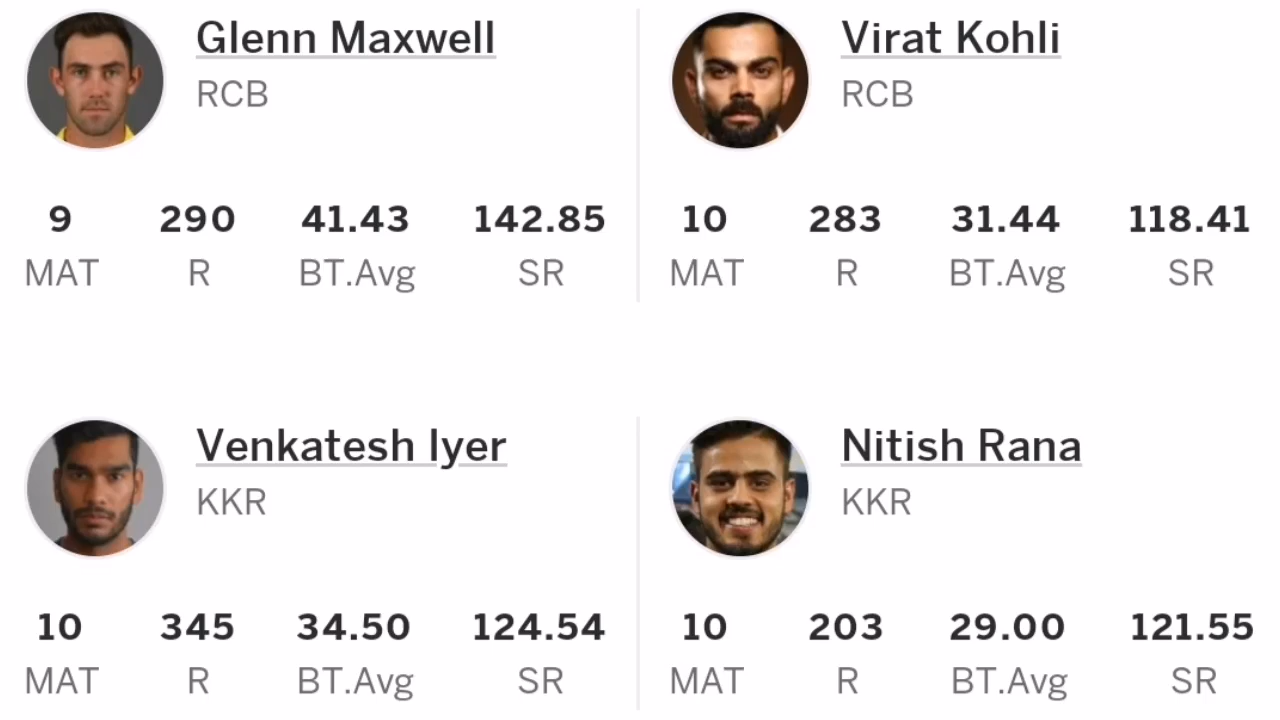 Glenn Maxwell
RCB
9 290 41.43 142.85
MAT R BT.Avg SR
Virat Kohli
RCB
10 283 31.44 118.41
MAT R BT.Avg SR
Venkatesh Iyer
KKR
10 345 34.50 124.54
MAT R BT.Avg SR
Nitish Rana
KKR
10 203 29.00 121.55
MAT R BT.Avg SR